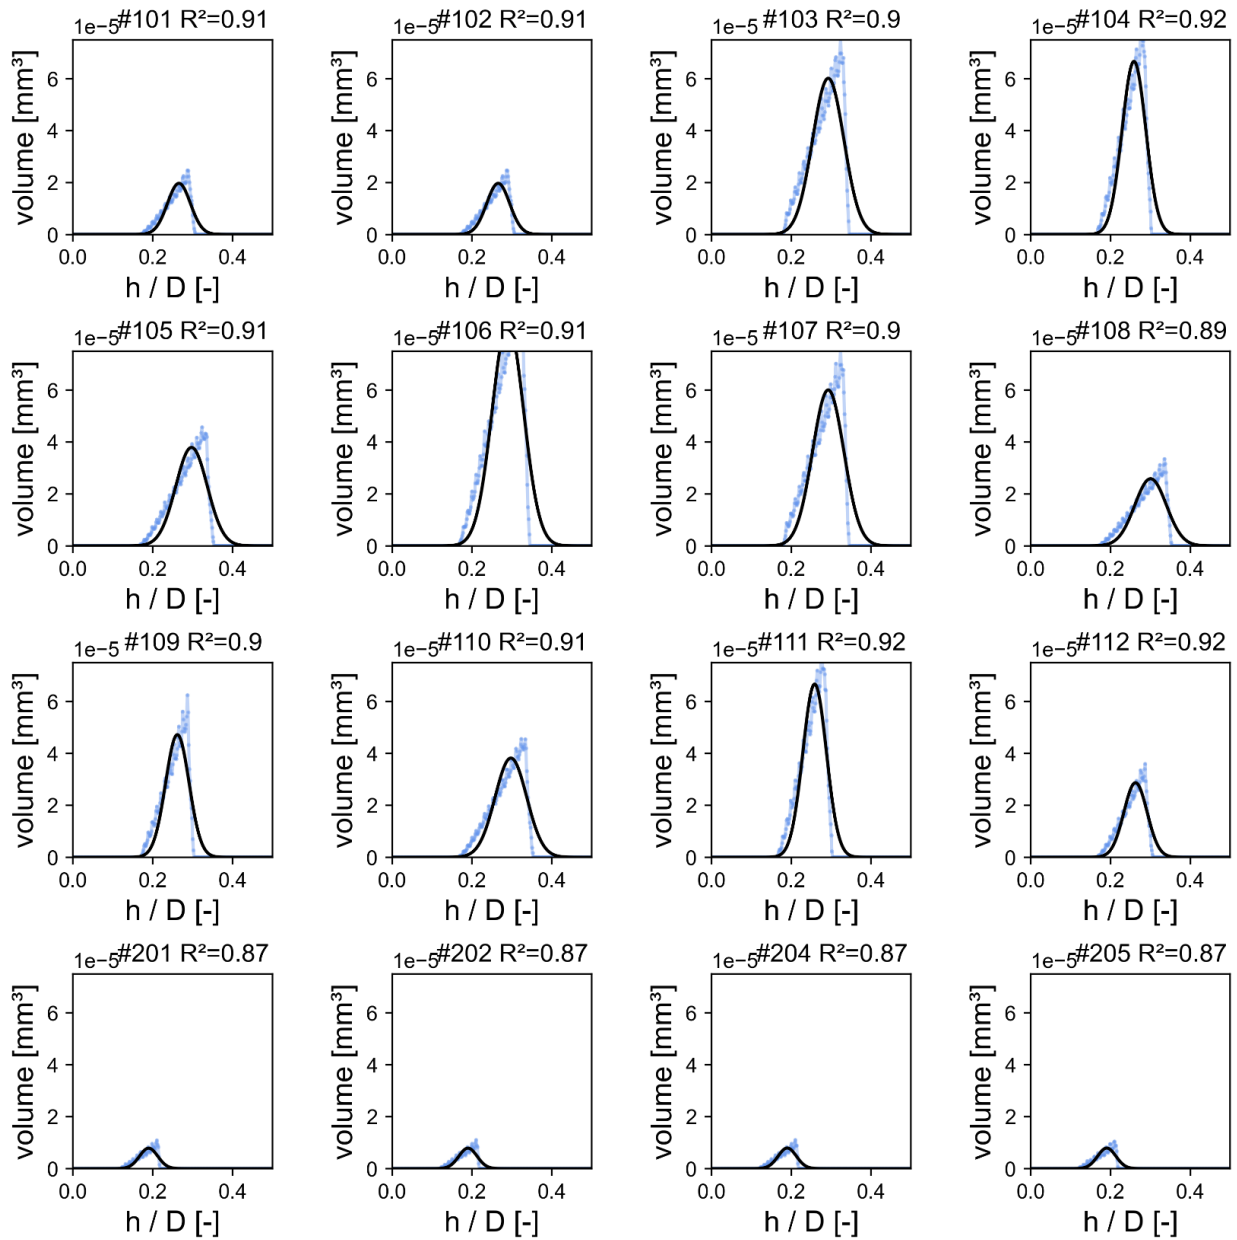 1e−5 #101 R²=0.91
volume [mm³]
6
4
2
0
0.0 0.2 0.4
h / D [-]
1e−5 #102 R²=0.91
volume [mm³]
6
4
2
0
0.0 0.2 0.4
h / D [-]
1e−5 #103 R²=0.9
volume [mm³]
6
4
2
0
0.0 0.2 0.4
h / D [-]
1e−5 #104 R²=0.92
volume [mm³]
6
4
2
0
0.0 0.2 0.4
h / D [-]
1e−5 #105 R²=0.91
volume [mm³]
6
4
2
0
0.0 0.2 0.4
h / D [-]
1e−5 #106 R²=0.91
volume [mm³]
6
4
2
0
0.0 0.2 0.4
h / D [-]
1e−5 #107 R²=0.9
volume [mm³]
6
4
2
0
0.0 0.2 0.4
h / D [-]
1e−5 #108 R²=0.89
volume [mm³]
6
4
2
0
0.0 0.2 0.4
h / D [-]
1e−5 #109 R²=0.9
volume [mm³]
6
4
2
0
0.0 0.2 0.4
h / D [-]
1e−5 #110 R²=0.91
volume [mm³]
6
4
2
0
0.0 0.2 0.4
h / D [-]
1e−5 #111 R²=0.92
volume [mm³]
6
4
2
0
0.0 0.2 0.4
h / D [-]
1e−5 #112 R²=0.92
volume [mm³]
6
4
2
0
0.0 0.2 0.4
h / D [-]
1e−5 #201 R²=0.87
volume [mm³]
6
4
2
0
0.0 0.2 0.4
h / D [-]
1e−5 #202 R²=0.87
volume [mm³]
6
4
2
0
0.0 0.2 0.4
h / D [-]
1e−5 #204 R²=0.87
volume [mm³]
6
4
2
0
0.0 0.2 0.4
h / D [-]
1e−5 #205 R²=0.87
volume [mm³]
6
4
2
0
0.0 0.2 0.4
h / D [-]